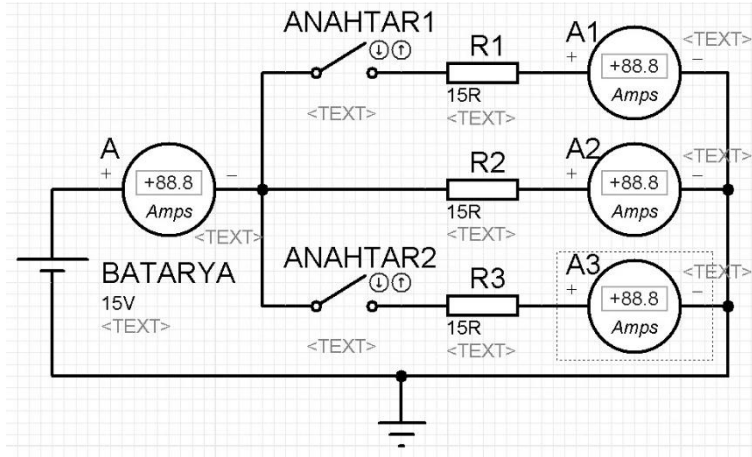 ANAHTAR1
<TEXT>
R1
15R
<TEXT>
A1
<TEXT>
+ -
+88.8
Amps
A
+ -
+88.8
Amps
<TEXT>
R2
15R
<TEXT>
A2
<TEXT>
+ -
+88.8
Amps
BATARYA
15V
<TEXT>
ANAHTAR2
<TEXT>
R3
15R
<TEXT>
A3
<TEXT>
+ -
+88.8
Amps